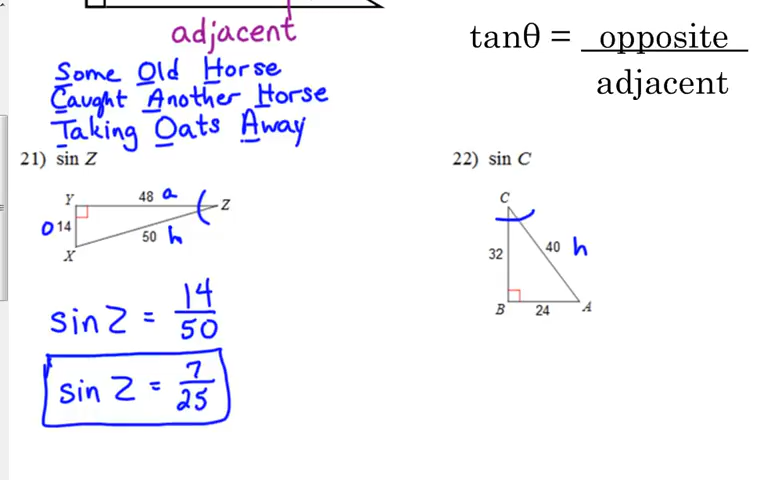 adjacent
tanθ = opposite
adjacent
Some Old Horse
Caught Another Horse
Taking Oats Away
21) sin Z
22) sin C
Y 48 a Z
O 14
50 h
X
C
32 40 h
B 24 A
sin Z = 14/50
sin Z = 7/25